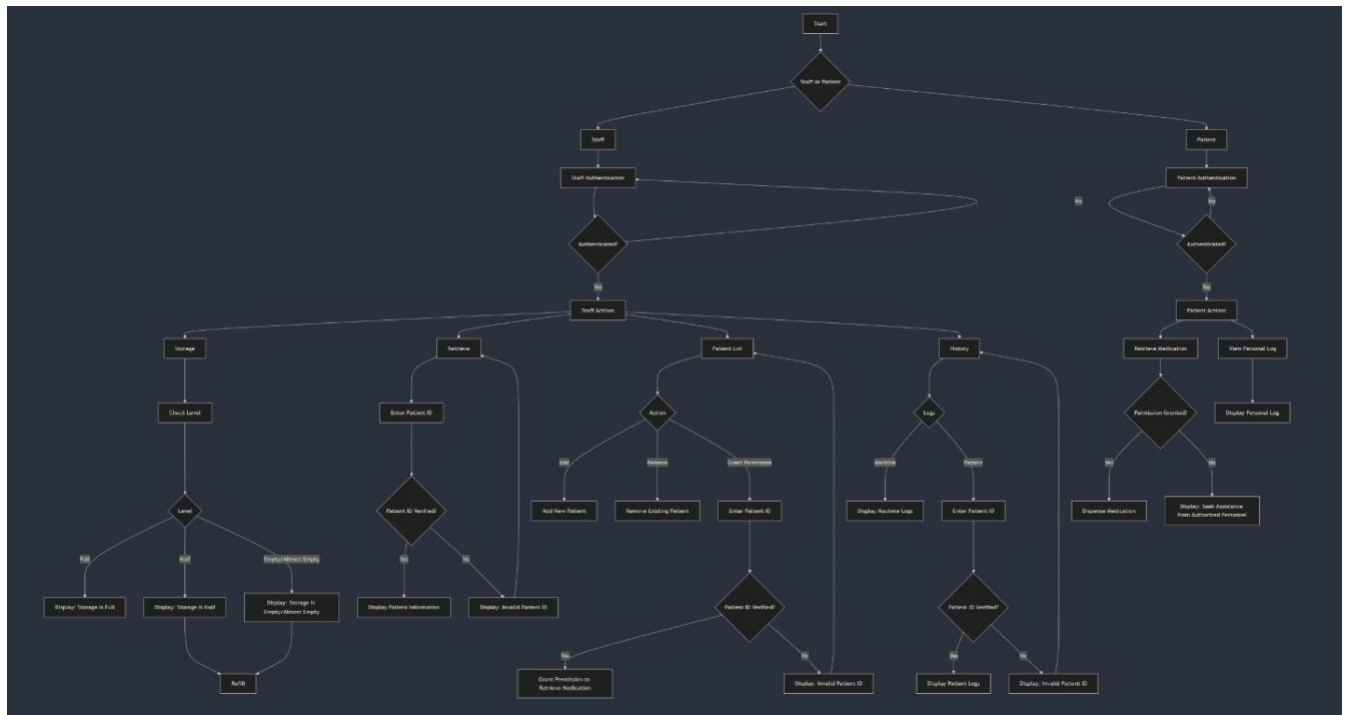 Start
Staff or Patient
Staff
Patient
Staff Authentication
Patient Authentication
No
No
Authenticated?
Authenticated?
Yes
Yes
Staff Actions
Patient Actions
Storage
Retrieve
Patient List
History
Retrieve Medication
View Personal Log
Check Level
Enter Patient ID
Action
Logs
Permission Granted?
Display Personal Log
Add
Remove
Grant Permission
Machine
Patient
Yes
No
Level
Patient ID Verified?
Add New Patient
Remove Existing Patient
Enter Patient ID
Display Machine Logs
Enter Patient ID
Dispense Medication
Display: Seek Assistance
from Authorized Personnel
Full
Half
Empty/Almost Empty
Yes
No
Display: Storage is Full
Display: Storage is Half
Display: Storage is
Empty/Almost Empty
Display Patient Information
Display: Invalid Patient ID
Patient ID Verified?
Patient ID Verified?
Yes
No
Yes
No
Refill
Grant Permission to
Retrieve Medication
Display: Invalid Patient ID
Display Patient Logs
Display: Invalid Patient ID